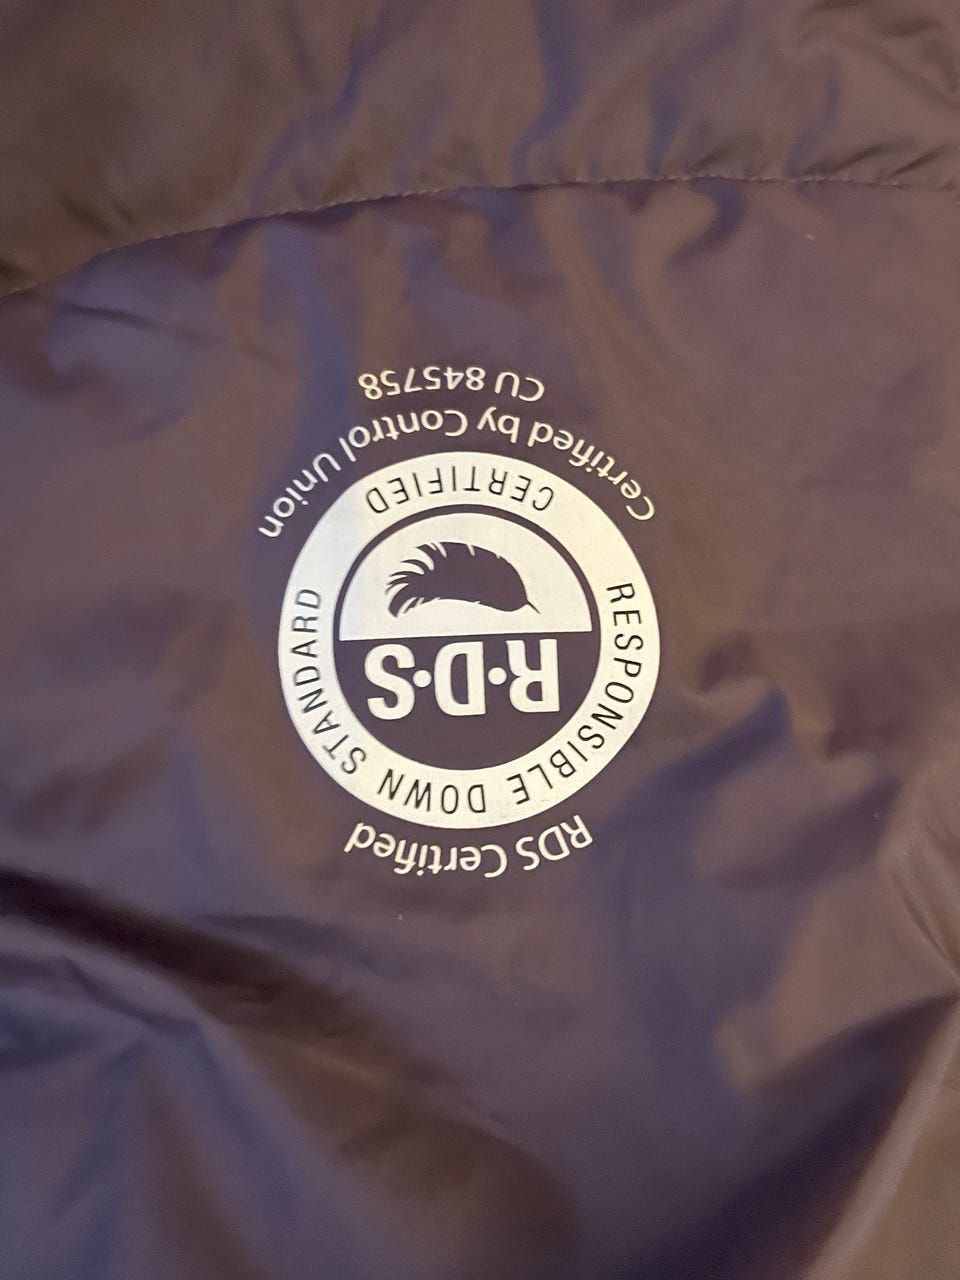 RDS Certified
RESPONSIBLE DOWN STANDARD
R·D·S
CERTIFIED
Certified by Control Union
CU 845758